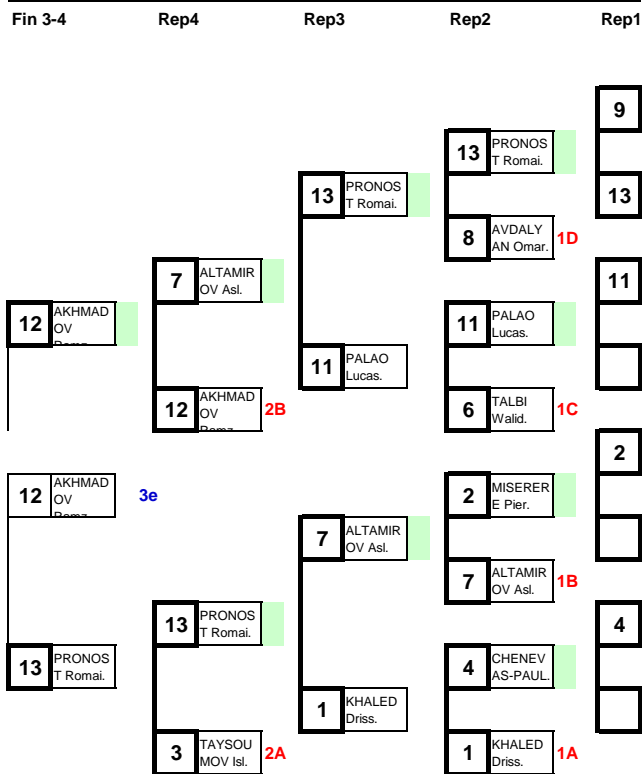 Fin 3-4 Rep4 Rep3 Rep2 Rep1
9
13 PRONOS
T Romai.
13 PRONOS
T Romai.
13
8 AVDALY
AN Omar. 1D
7 ALTAMIR
OV Asl.
11
12 AKHMAD
OV
11 PALAO
Lucas.
11 PALAO
Lucas.
12 AKHMAD
OV 2B
6 TALBI
Walid. 1C
2
12 AKHMAD
OV
3e
2 MISERER
E Pier.
7 ALTAMIR
OV Asl.
7 ALTAMIR
OV Asl. 1B
13 PRONOS
T Romai.
4
13 PRONOS
T Romai.
4 CHENEV
AS-PAUL.
1 KHALED
Driss.
3 TAYSOU
MOV Isl. 2A
1 KHALED
Driss. 1A